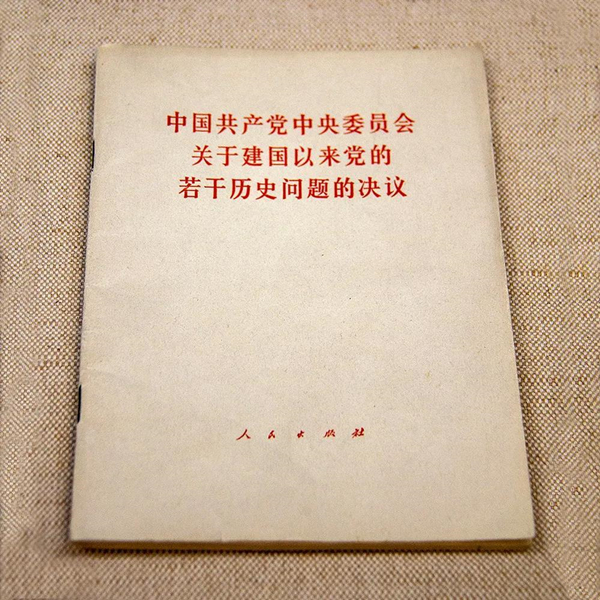 中国共产党中央委员会
关于建国以来党的
若干历史问题的决议
人民出版社